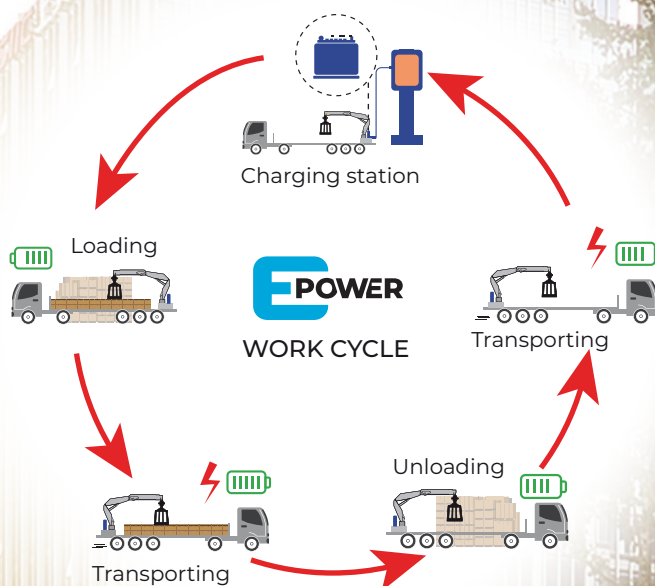 Charging station
Loading
EPOWER
WORK CYCLE
Transporting
Unloading
Transporting